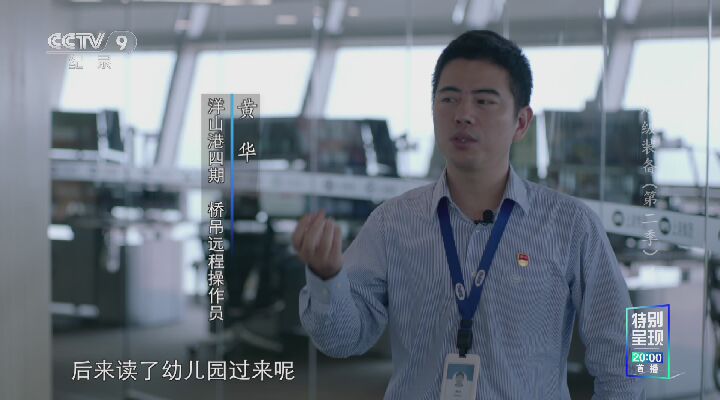 CCTV 9
纪录
黄华
洋山港四期 桥吊远程操作员
级装备(第二季)
特别
呈现
20:00
首播
后来读了幼儿园过来呢